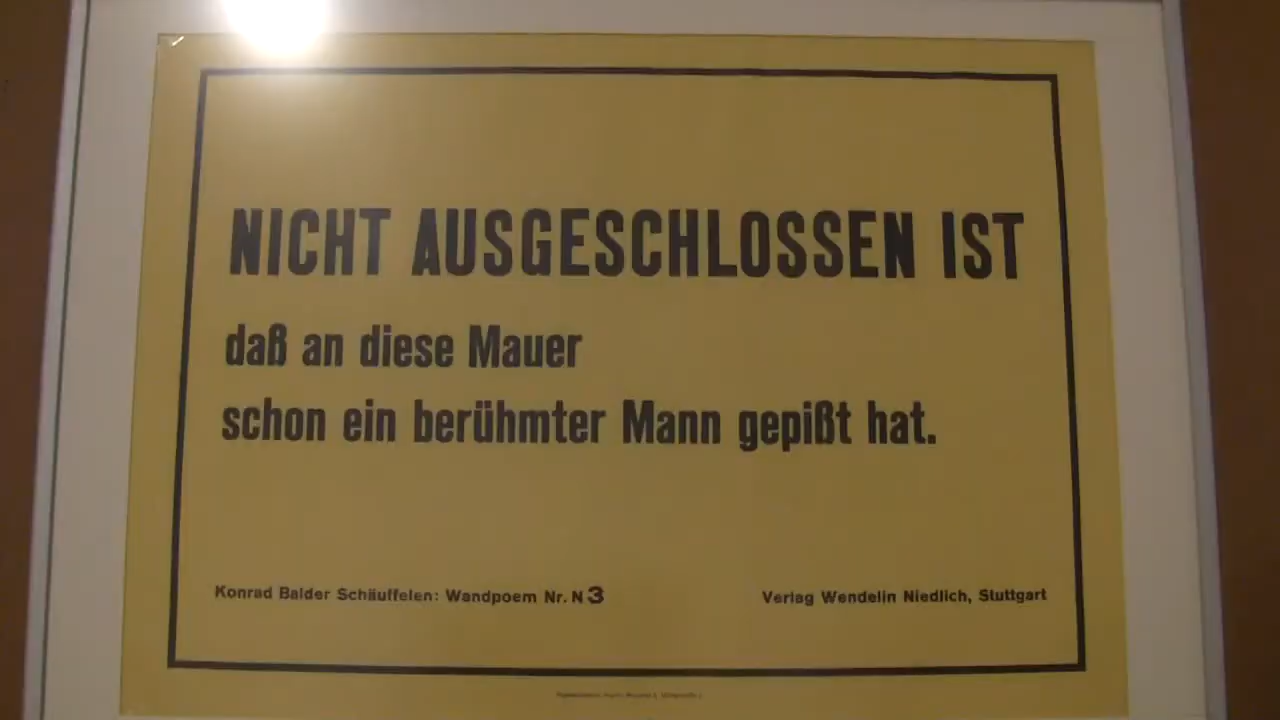 NICHT AUSGESCHLOSSEN IST
daß an diese Mauer
schon ein berühmter Mann gepißt hat.
Konrad Balder Schäuffelen: Wandpoem Nr. N 3
Verlag Wendelin Niedlich, Stuttgart